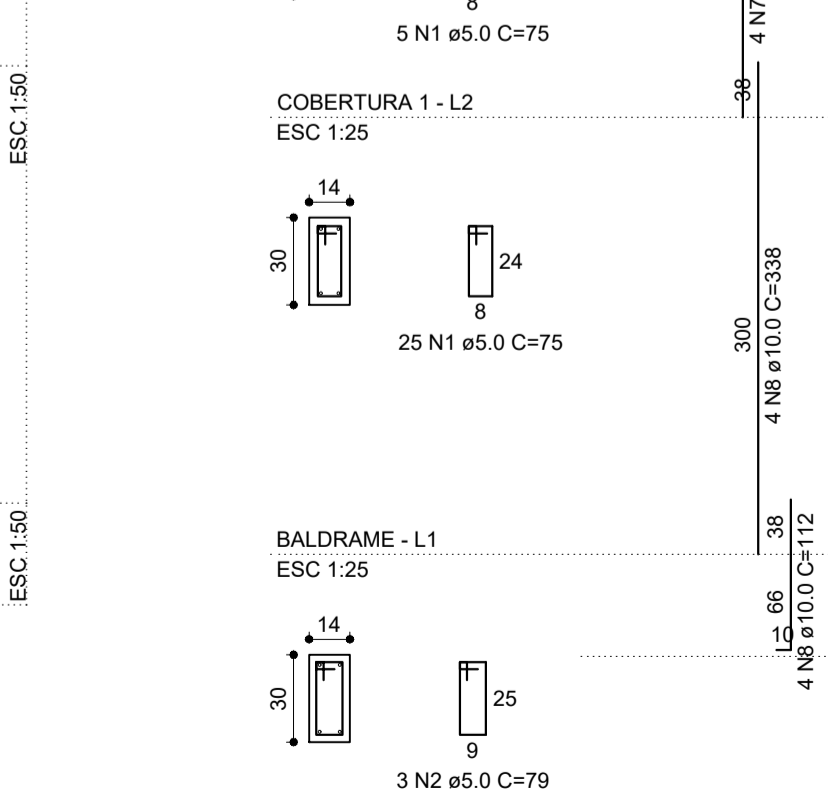 8
5 N1 ø5.0 C=75
4 N7
38
ESC 1:50
COBERTURA 1 - L2
ESC 1:25
14
30
24
8
25 N1 ø5.0 C=75
300
4 N8 ø10.0 C=338
ESC 1:50
BALDRAME - L1
ESC 1:25
38
66
10
4 N8 ø10.0 C=112
14
30
25
9
3 N2 ø5.0 C=79